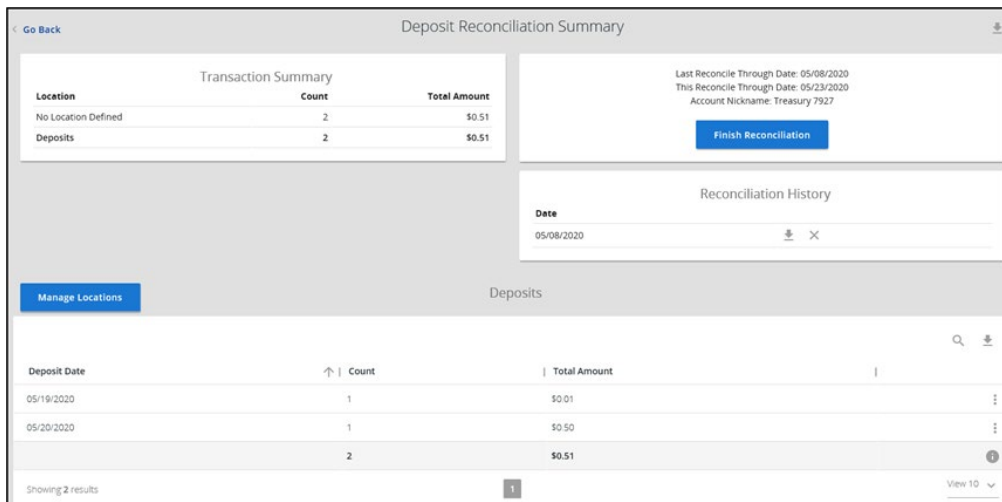 Go Back
Deposit Reconciliation Summary
Transaction Summary
Location Count Total Amount
No Location Defined 2 $0.51
Deposits 2 $0.51
Last Reconcile Through Date: 05/08/2020
This Reconcile Through Date: 05/23/2020
Account Nickname: Treasury 7927
Finish Reconciliation
Reconciliation History
Date
05/08/2020
Manage Locations
Deposits
Deposit Date Count Total Amount
05/19/2020 1 $0.01
05/20/2020 1 $0.50
2 $0.51
Showing 2 results 1 View 10